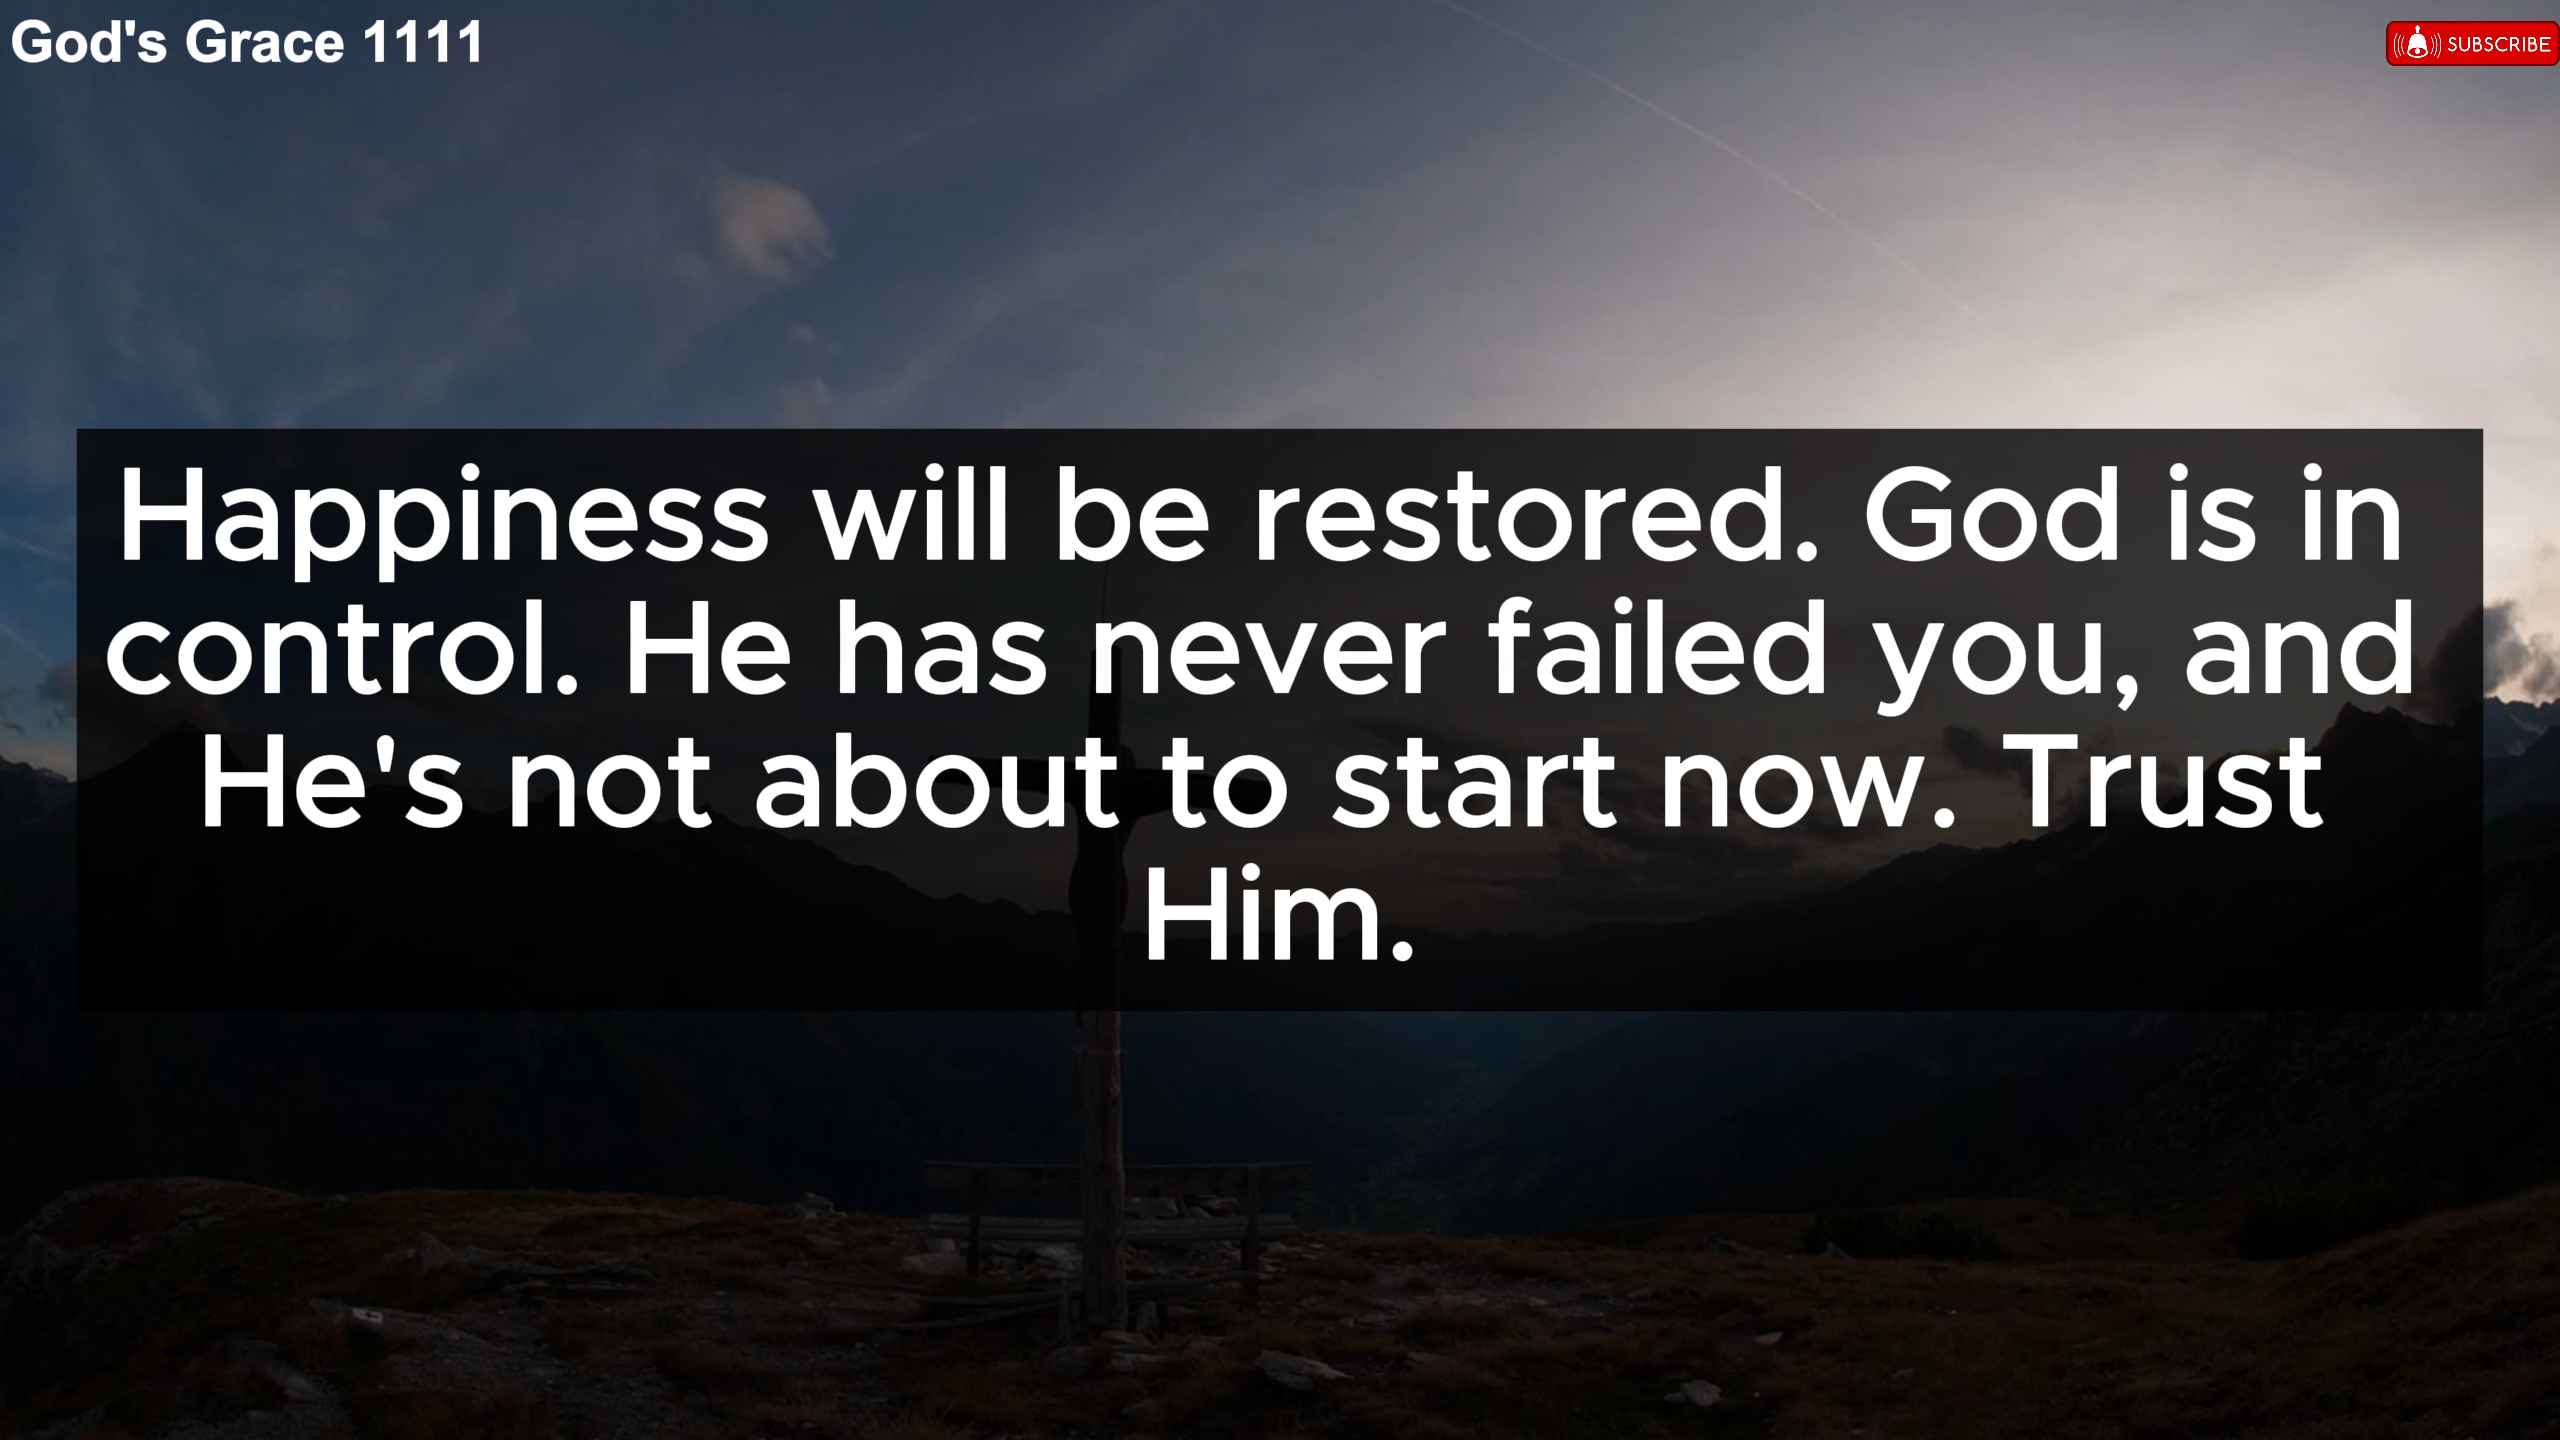 God's Grace 1111
SUBSCRIBE
Happiness will be restored. God is in
control. He has never failed you, and
He's not about to start now. Trust
Him.